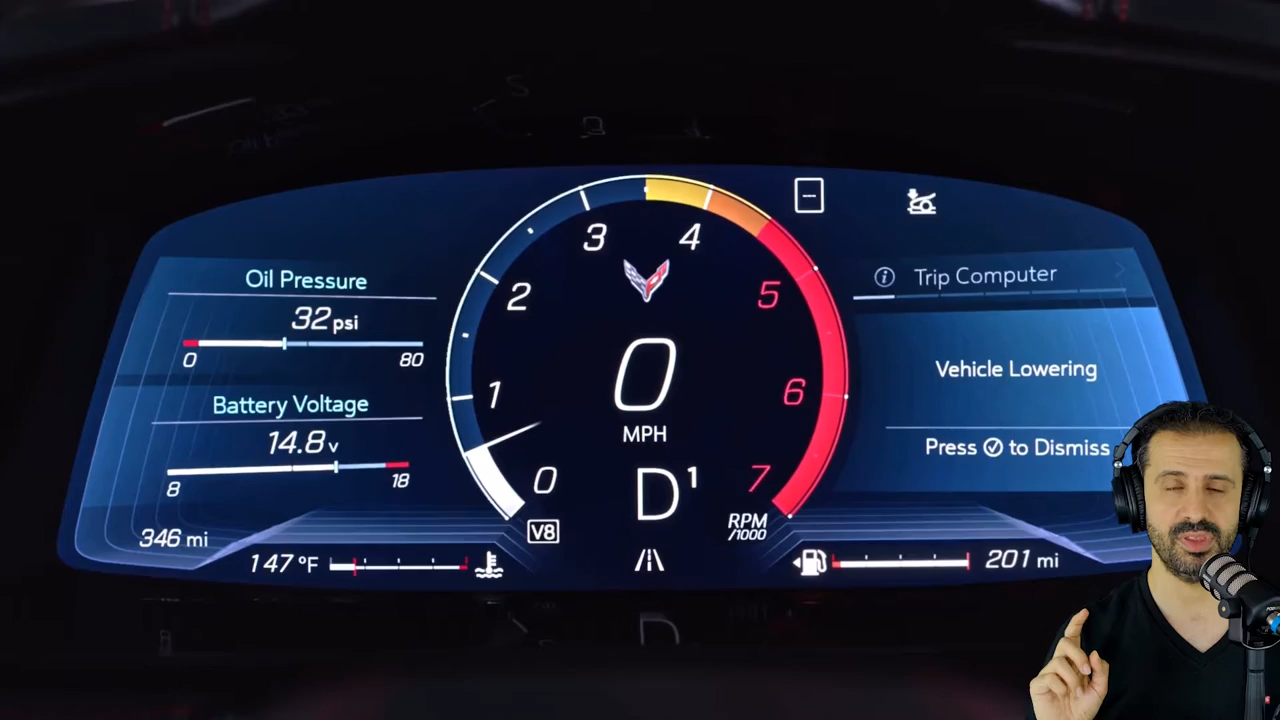 Oil Pressure
32 psi
0 80
Battery Voltage
14.8 v
8 18
346 mi
147 °F
0
1
2
3
4
5
6
7
V8
RPM
/1000
0
MPH
D1
Trip Computer
Vehicle Lowering
Press to Dismiss
201 mi